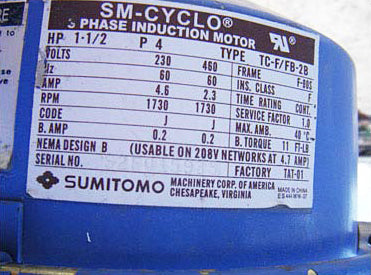 SM-CYCLO®
3 PHASE INDUCTION MOTOR
HP 1-1/2 P 4 TYPE TC-F/FB-2B
VOLTS 230 460 FRAME F-80S
Hz 60 60 INS. CLASS F
AMP 4.6 2.3 TIME RATING CONT.
RPM 1730 1730 SERVICE FACTOR 1.0
CODE J J MAX. AMB. 40°C
B. AMP 0.2 0.2 B. TORQUE 11 FT-LB
NEMA DESIGN B (USABLE ON 208V NETWORKS AT 4.7 AMP)
SERIAL NO. FACTORY TAT-01
SUMITOMO MACHINERY CORP. OF AMERICA
CHESAPEAKE, VIRGINIA
MADE IN CHINA